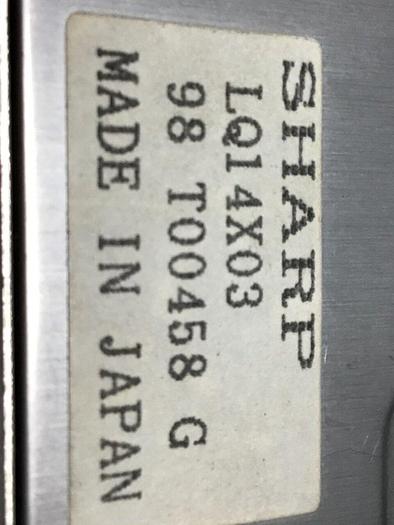 SHARP
LQ14X03
98 T00458 G
MADE IN JAPAN